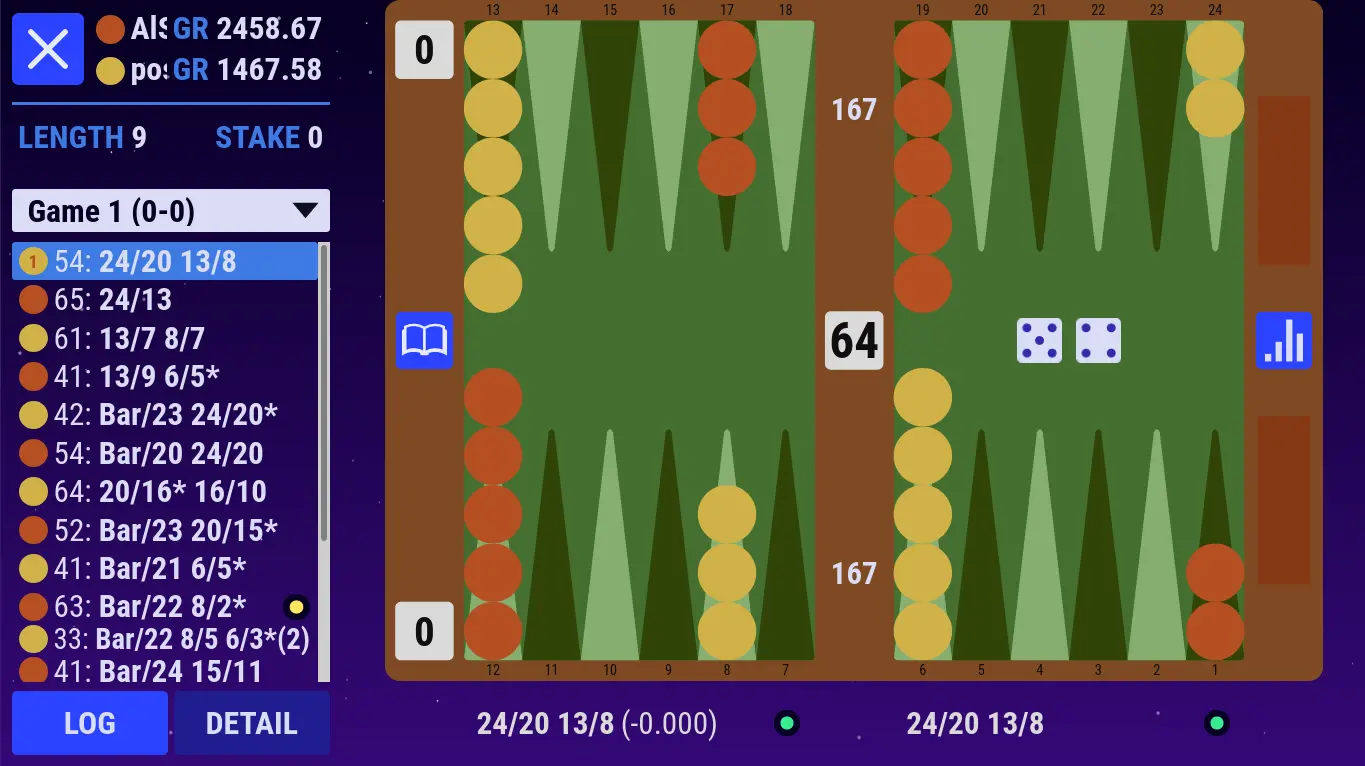 GR 2458.67
GR 1467.58
LENGTH 9
STAKE 0
Game 1 (0-0)
1 54: 24/20 13/8
65: 24/13
61: 13/7 8/7
41: 13/9 6/5*
42: Bar/23 24/20*
54: Bar/20 24/20
64: 20/16* 16/10
52: Bar/23 20/15*
41: Bar/21 6/5*
63: Bar/22 8/2*
33: Bar/22 8/5 6/3*(2)
41: Bar/24 15/11
LOG
DETAIL
13 14 15 16 17 18 19 20 21 22 23 24
0
167
64
167
0
12 11 10 9 8 7 6 5 4 3 2 1
24/20 13/8 (-0.000)
24/20 13/8